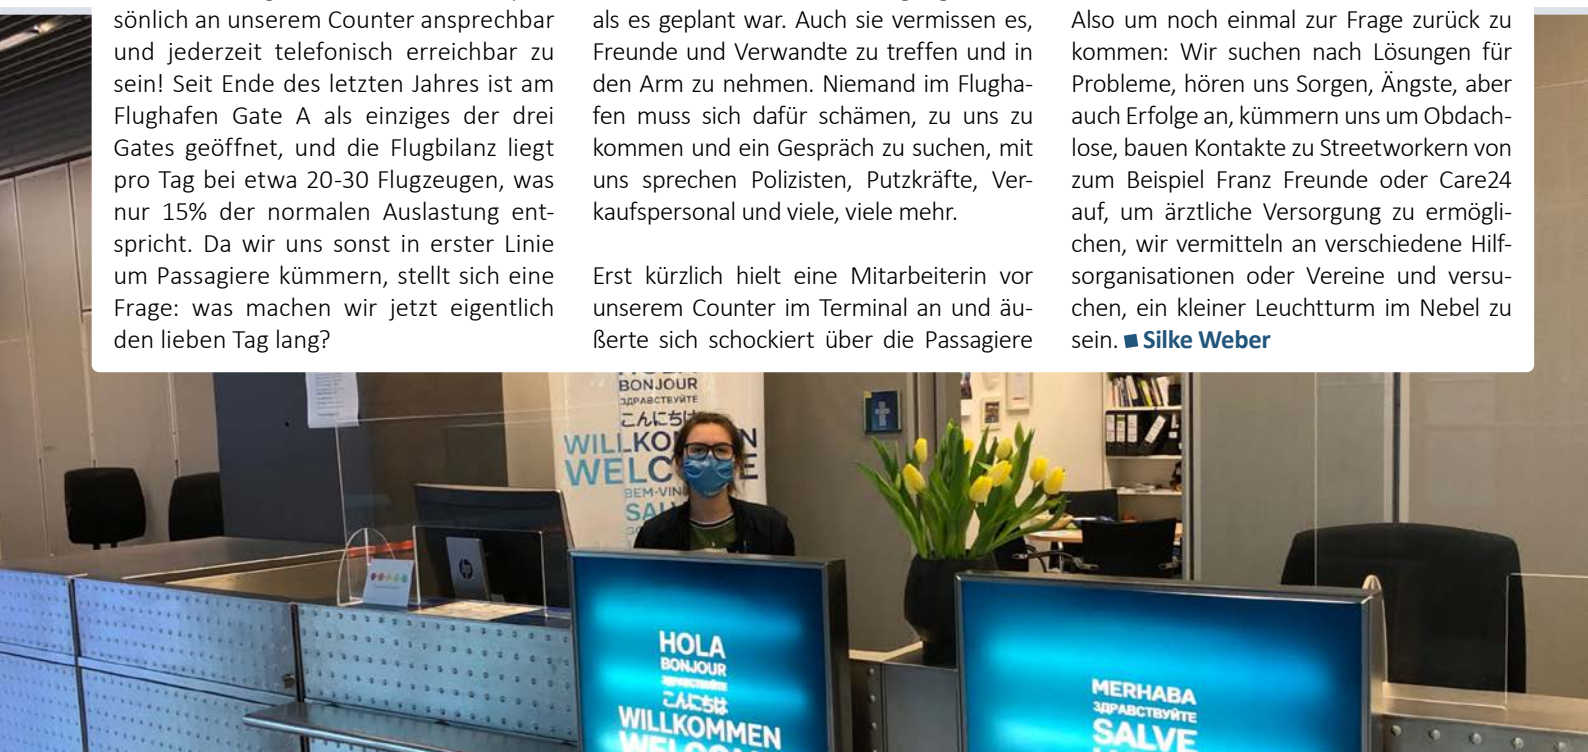 sönlich an unserem Counter ansprechbar
und jederzeit telefonisch erreichbar zu
sein! Seit Ende des letzten Jahres ist am
Flughafen Gate A als einziges der drei
Gates geöffnet, und die Flugbilanz liegt
pro Tag bei etwa 20-30 Flugzeugen, was
nur 15% der normalen Auslastung ent-
spricht. Da wir uns sonst in erster Linie
um Passagiere kümmern, stellt sich eine
Frage: was machen wir jetzt eigentlich
den lieben Tag lang?
als es geplant war. Auch sie vermissen es,
Freunde und Verwandte zu treffen und in
den Arm zu nehmen. Niemand im Flugha-
fen muss sich dafür schämen, zu uns zu
kommen und ein Gespräch zu suchen, mit
uns sprechen Polizisten, Putzkräfte, Ver-
kaufspersonal und viele, viele mehr.
Erst kürzlich hielt eine Mitarbeiterin vor
unserem Counter im Terminal an und äu-
ßerte sich schockiert über die Passagiere
Also um noch einmal zur Frage zurück zu
kommen: Wir suchen nach Lösungen für
Probleme, hören uns Sorgen, Ängste, aber
auch Erfolge an, kümmern uns um Obdach-
lose, bauen Kontakte zu Streetworkern von
zum Beispiel Franz Freunde oder Care24
auf, um ärztliche Versorgung zu ermögli-
chen, wir vermitteln an verschiedene Hilf-
sorganisationen oder Vereine und versu-
chen, ein kleiner Leuchtturm im Nebel zu
sein. ■ Silke Weber
BONJOUR
ЗДРАВСТВУЙТЕ
こんにちは
hp
HOLA
BONJOUR
ЗДРАВСТВУЙТЕ
こんにちは
WILLKOMMEN
WELCOME
MERHABA
ЗДРАВСТВУЙТЕ
SALVE